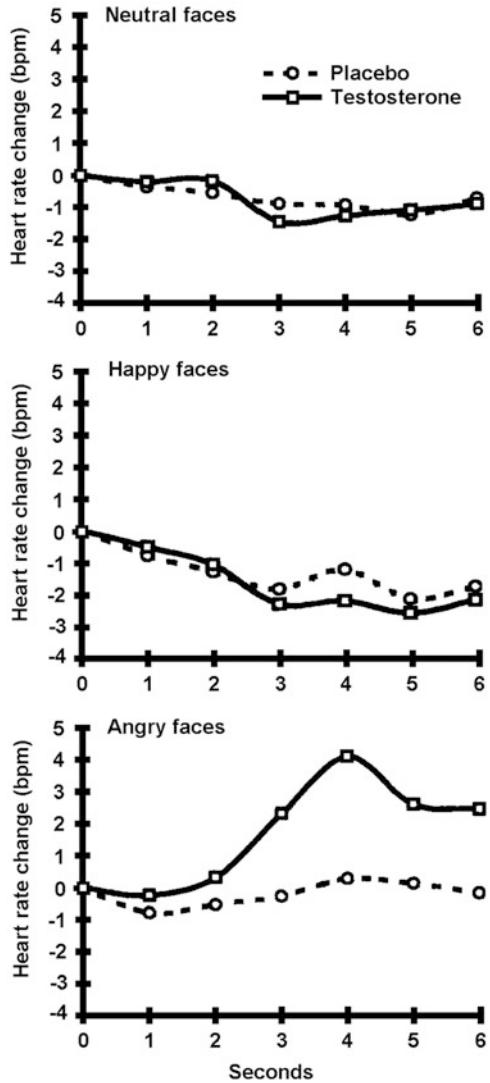 Neutral faces
Heart rate change (bpm)
5
4
3
2
1
0
-1
-2
-3
-4
Placebo
Testosterone
0 1 2 3 4 5 6
Happy faces
Heart rate change (bpm)
5
4
3
2
1
0
-1
-2
-3
-4
0 1 2 3 4 5 6
Angry faces
Heart rate change (bpm)
5
4
3
2
1
0
-1
-2
-3
-4
0 1 2 3 4 5 6
Seconds